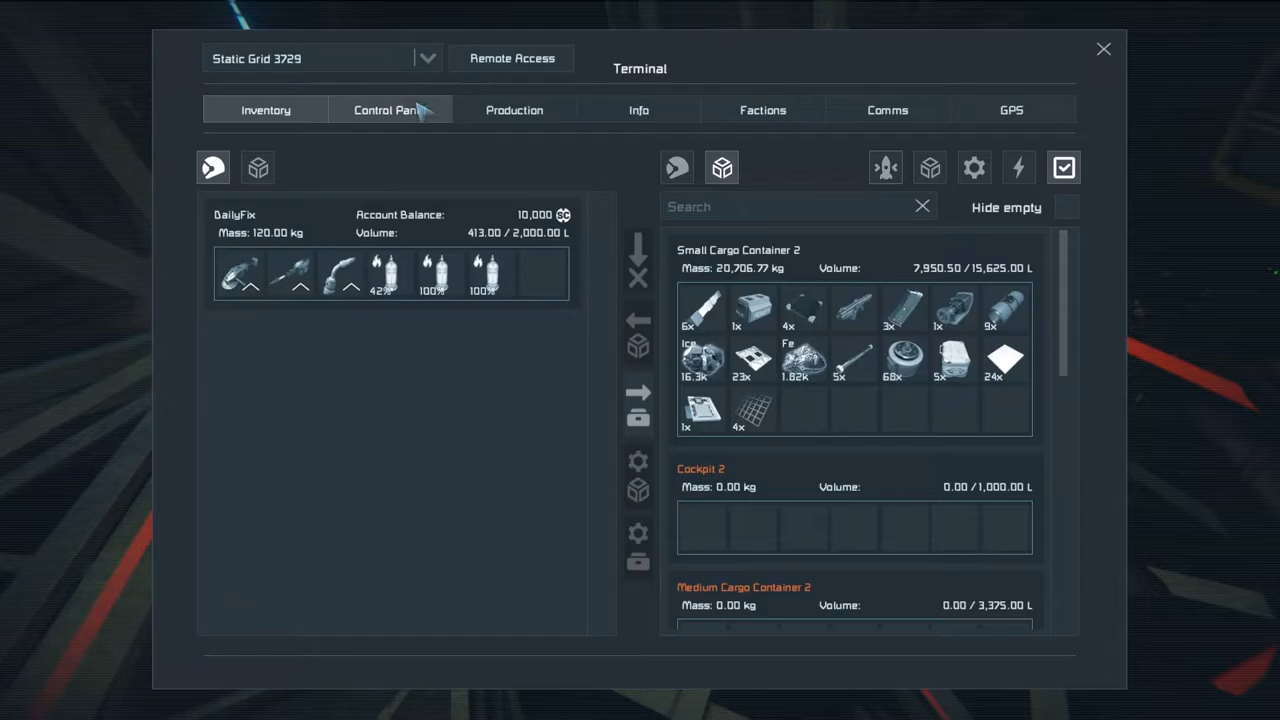 Static Grid 3729
Remote Access
Terminal
Inventory
Control Pan
Production
Info
Factions
Comms
GPS
DailyFix
Account Balance:
10,000 SC
Mass: 120.00 kg
Volume:
413.00 / 2,000.00 L
42%
100%
100%
Search
Hide empty
Small Cargo Container 2
Mass: 20,706.77 kg
Volume:
7,950.50 / 15,625.00 L
6x
1x
4x
3x
1x
9x
Ice
Fe
16.3k
23x
1.82k
5x
68x
5x
24x
1x
4x
Cockpit 2
Mass: 0.00 kg
Volume:
0.00 / 1,000.00 L
Medium Cargo Container 2
Mass: 0.00 kg
Volume:
0.00 / 3,375.00 L